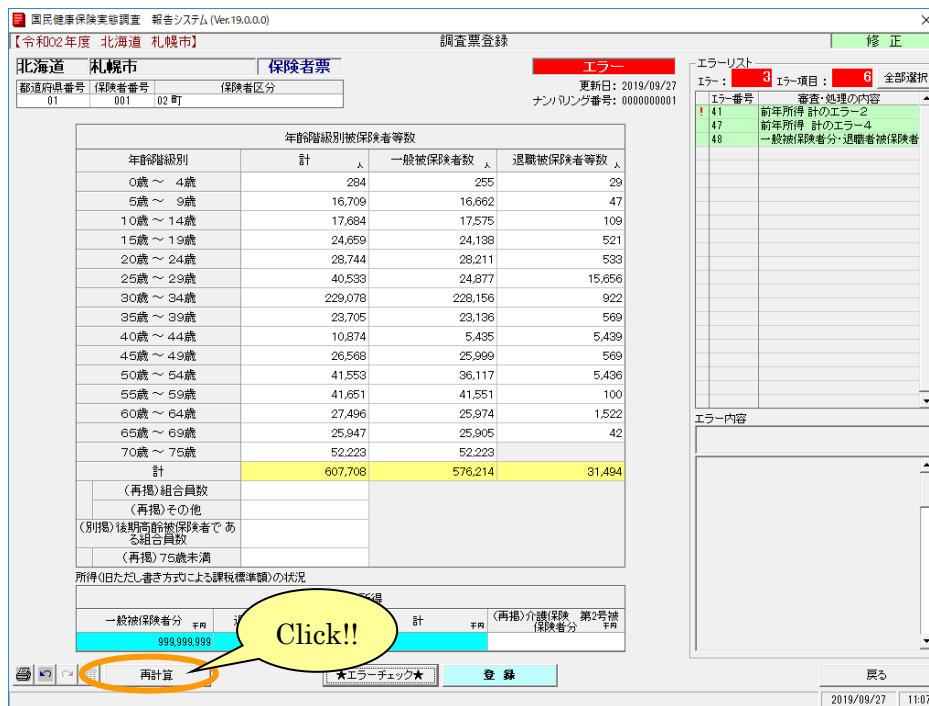 国民健康保険実態調査 報告システム (Ver.19.0.0.0)
【令和02年度 北海道 札幌市】 調査票登録 修 正
北海道 札幌市 保険者票 エラー
都道府県番号 保険者番号 保険者区分
01 001 02 町
更新日: 2019/09/27
ナンバリング番号: 0000000001
年齢階級別被保険者等数
年齢階級別 計 人 一般被保険者数 人 退職被保険者等数 人
0歳 ~ 4歳 284 255 29
5歳 ~ 9歳 16,709 16,662 47
10歳 ~ 14歳 17,684 17,575 109
15歳 ~ 19歳 24,659 24,138 521
20歳 ~ 24歳 28,744 28,211 533
25歳 ~ 29歳 40,533 24,877 15,656
30歳 ~ 34歳 229,078 228,156 922
35歳 ~ 39歳 23,705 23,136 569
40歳 ~ 44歳 10,874 5,435 5,439
45歳 ~ 49歳 26,568 25,999 569
50歳 ~ 54歳 41,553 36,117 5,436
55歳 ~ 59歳 41,651 41,551 100
60歳 ~ 64歳 27,496 25,974 1,522
65歳 ~ 69歳 25,947 25,905 42
70歳 ~ 75歳 52,223 52,223
計 607,708 576,214 31,494
(再掲)組合員数
(再掲)その他
(別掲)後期高齢被保険者であ
る組合員数
(再掲)75歳未満
所得(旧ただし書き方式による課税標準額)の状況
所得
一般被保険者分 千円 計 千円 (再掲)介護保険 第2号被
保険者分 千円
999,999,999
Click!!
再計算 ★エラーチェック★ 登 録 戻る
2019/09/27 11:07
エラーリスト
エラー: 3 エラー項目: 6 全部選択
エラー番号 審査・処理の内容
! 41 前年所得 計のエラー2
47 前年所得 計のエラー4
48 一般被保険者分・退職者被保険者
エラー内容